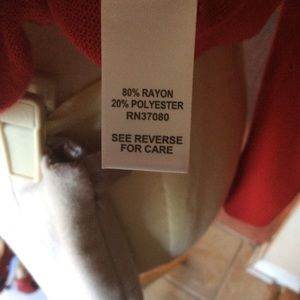 80% RAYON
20% POLYESTER
RN37080
SEE REVERSE
FOR CARE